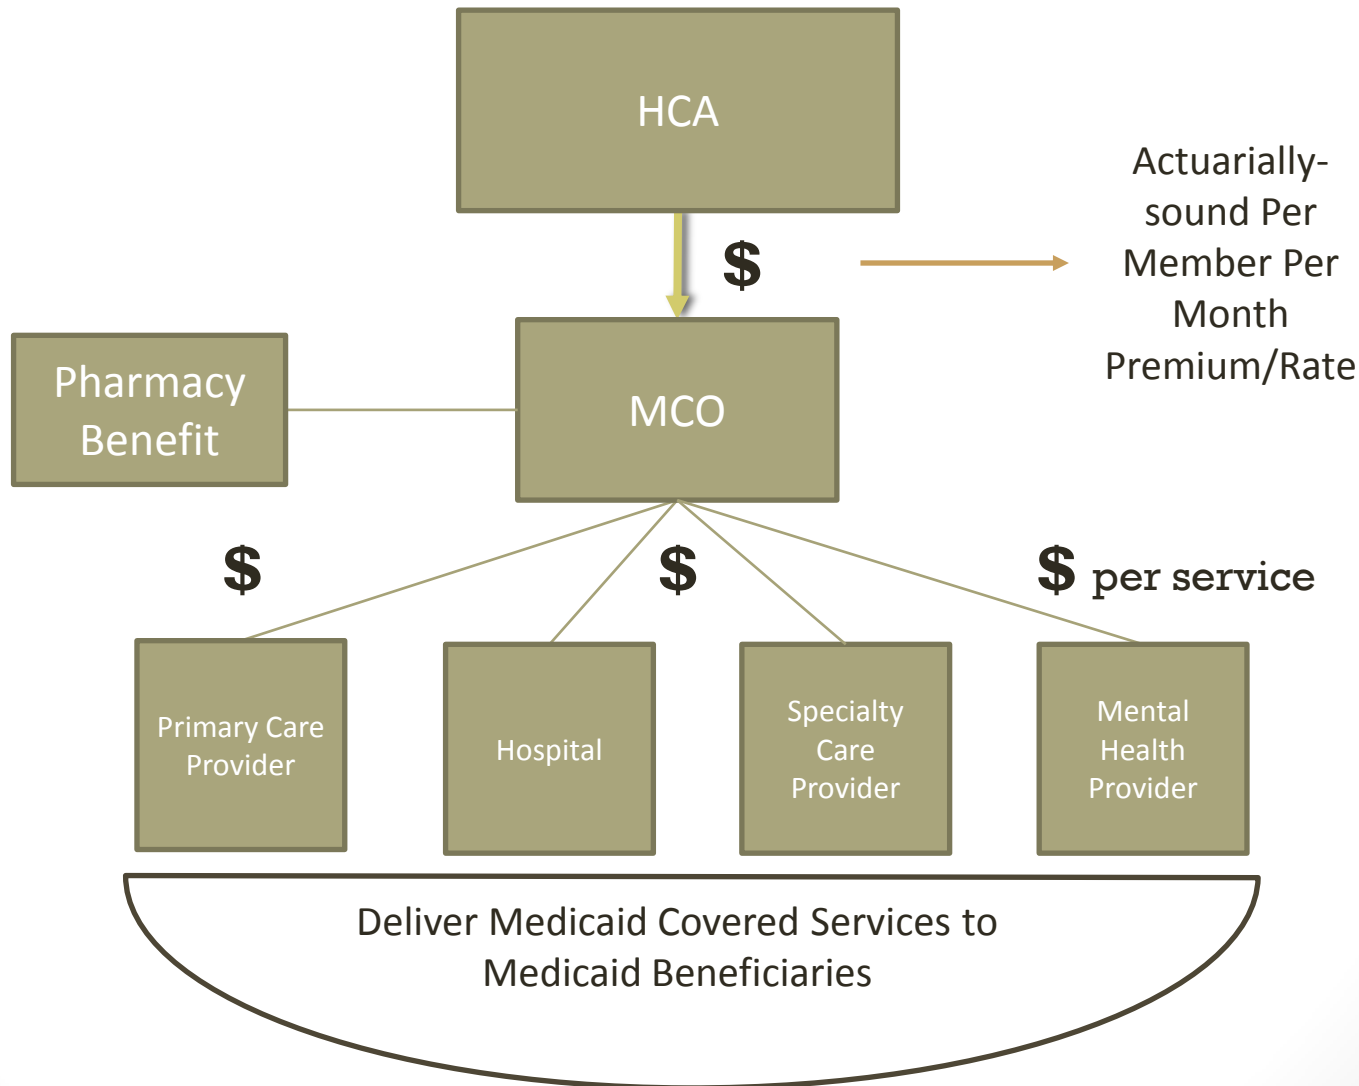 HCA
$
Actuarially-
sound Per
Member Per
Month
Premium/Rate
Pharmacy
Benefit
MCO
$
$
$ per service
Primary Care
Provider
Hospital
Specialty
Care
Provider
Mental
Health
Provider
Deliver Medicaid Covered Services to
Medicaid Beneficiaries